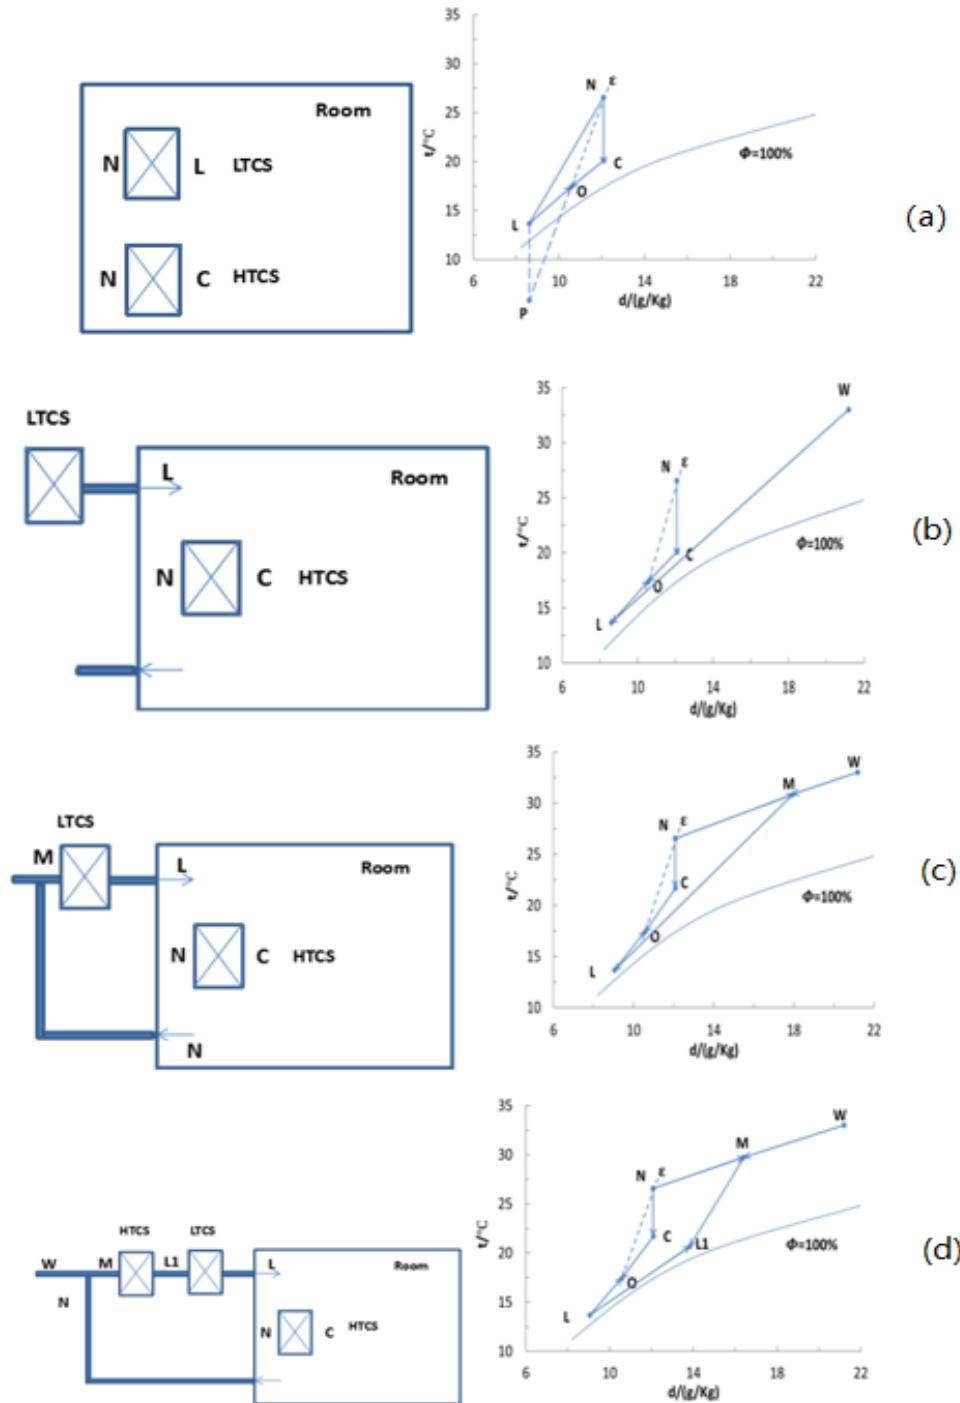 Room
N L LTCS
N C HTCS
35
30
25
20
15
10
t/°C
N ε
C
O
L
P
Φ=100%
6 10 14 18 22
d/(g/Kg)
(a)
LTCS
L
Room
N C HTCS
35
30
25
20
15
10
t/°C
W
N ε
C
O
L
Φ=100%
6 10 14 18 22
d/(g/Kg)
(b)
LTCS
M
L
Room
N C HTCS
N
35
30
25
20
15
10
t/°C
W
M
N ε
C
O
L
Φ=100%
6 10 14 18 22
d/(g/Kg)
(c)
HTCS LTCS
W M L1 L
Room
N
N C HTCS
35
30
25
20
15
10
t/°C
W
M
N ε
C L1
O
L
Φ=100%
6 10 14 18 22
d/(g/Kg)
(d)